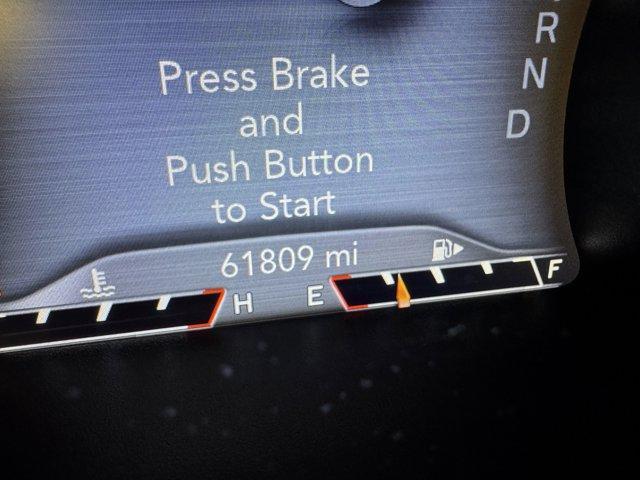 R
N
D
Press Brake
and
Push Button
to Start
61809 mi
H
E
F